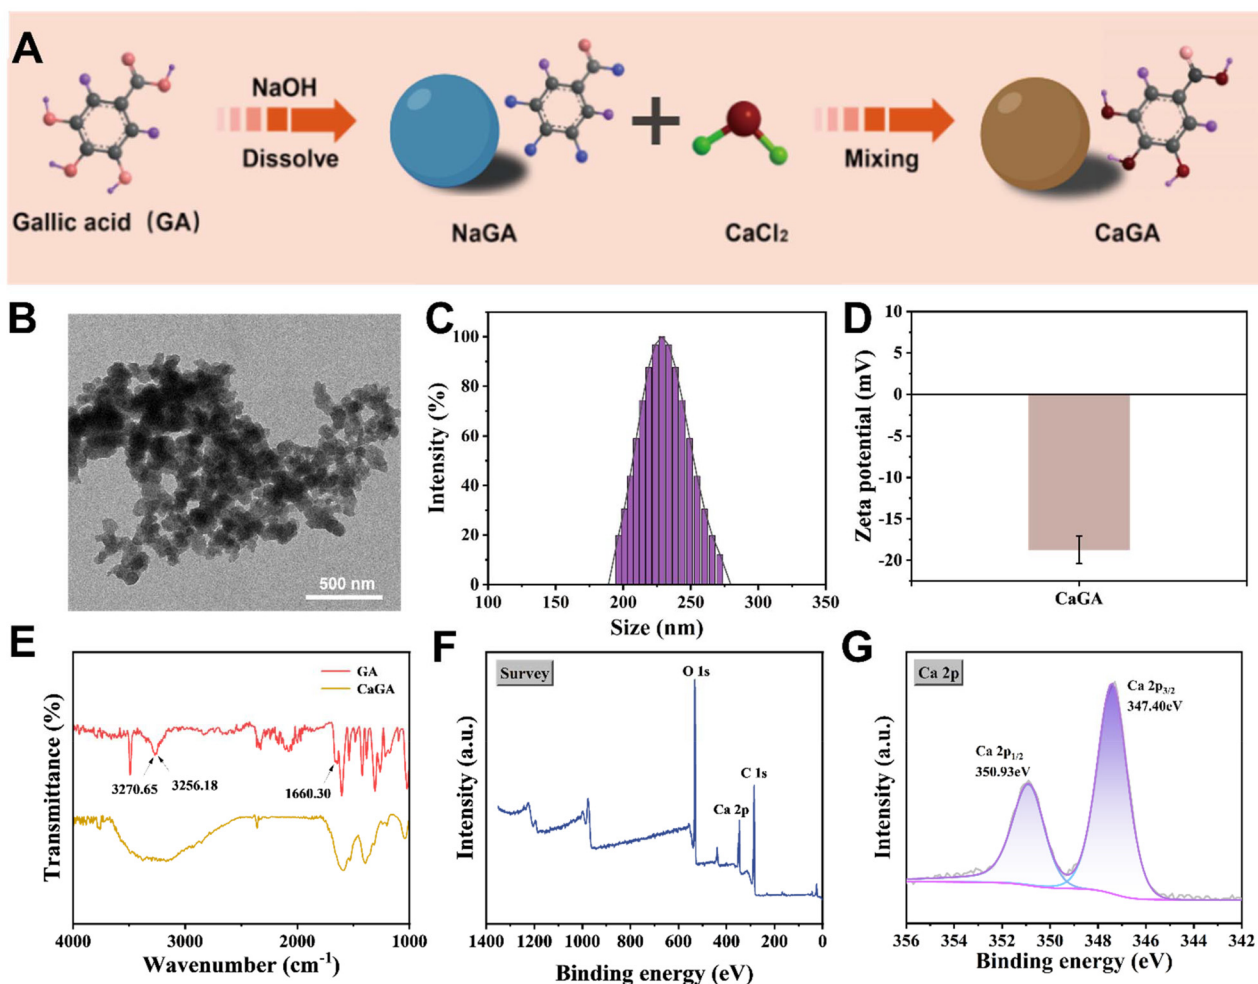 A
NaOH
Dissolve
Mixing
Gallic acid（GA）
NaGA
CaCl₂
CaGA
B
500 nm
C
Intensity (%)
100
80
60
40
20
0
100 150 200 250 300 350
Size (nm)
D
Zeta potential (mV)
10
5
0
-5
-10
-15
-20
CaGA
E
GA
CaGA
3270.65
3256.18
1660.30
Transmittance (%)
4000 3000 2000 1000
Wavenumber (cm⁻¹)
F
Survey
O 1s
C 1s
Ca 2p
Intensity (a.u.)
1400 1200 1000 800 600 400 200 0
Binding energy (eV)
G
Ca 2p
Ca 2p₃/₂
347.40eV
Ca 2p₁/₂
350.93eV
Intensity (a.u.)
356 354 352 350 348 346 344 342
Binding energy (eV)